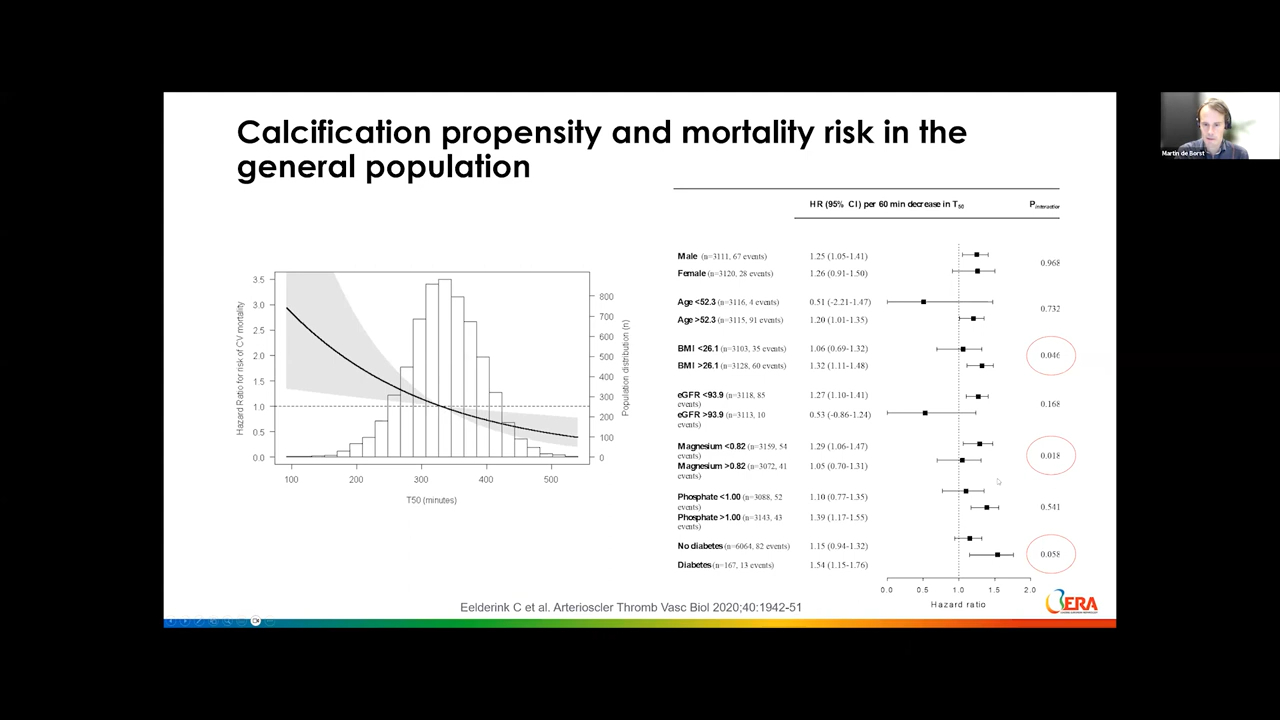 Calcification propensity and mortality risk in the
general population
Martin de Borst
HR (95% CI) per 60 min decrease in T50
Pinteraction
Male (n=3111, 67 events) 1.25 (1.05-1.41)
0.968
Female (n=3120, 28 events) 1.26 (0.91-1.50)
Age <52.3 (n=3116, 4 events) 0.51 (-2.21-1.47)
0.732
Age >52.3 (n=3115, 91 events) 1.20 (1.01-1.35)
BMI <26.1 (n=3103, 35 events) 1.06 (0.69-1.32)
0.046
BMI >26.1 (n=3128, 60 events) 1.32 (1.11-1.48)
eGFR <93.9 (n=3118, 85 1.27 (1.10-1.41)
events)
0.168
eGFR >93.9 (n=3113, 10 0.53 (-0.86-1.24)
events)
Magnesium <0.82 (n=3159, 54 1.29 (1.06-1.47)
events)
0.018
Magnesium >0.82 (n=3072, 41 1.05 (0.70-1.31)
events)
Phosphate <1.00 (n=3088, 52 1.10 (0.77-1.35)
events)
0.541
Phosphate >1.00 (n=3143, 43 1.39 (1.17-1.55)
events)
No diabetes (n=6064, 82 events) 1.15 (0.94-1.32)
0.058
Diabetes (n=167, 13 events) 1.54 (1.15-1.76)
0.0 0.5 1.0 1.5 2.0
Hazard ratio
Hazard Ratio for risk of CV mortality
3.5
3.0
2.5
2.0
1.5
1.0
0.5
0.0
800
700
600
500
400
300
200
100
0
Population distribution (n)
100 200 300 400 500
T50 (minutes)
Eelderink C et al. Arterioscler Thromb Vasc Biol 2020;40:1942-51
ERA